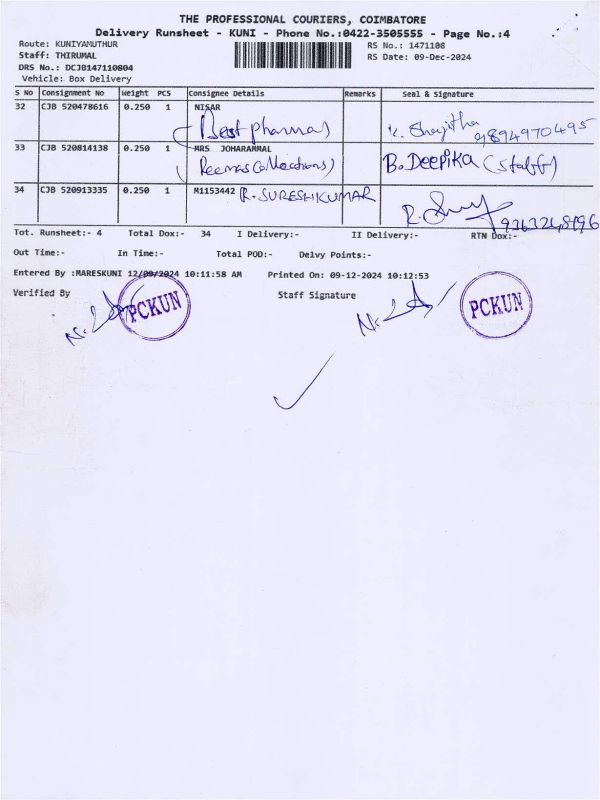 THE PROFESSIONAL COURIERS, COIMBATORE
Delivery Runsheet - KUNI - Phone No.:0422-3505555 - Page No.:4
Route: KUNIYAMUTHUR
RS No.: 1471108
Staff: THIRUMAL
RS Date: 09-Dec-2024
DRS No.: DCJB147110804
Vehicle: Box Delivery
S No Consignment No Weight PCS Consignee Details Remarks Seal & Signature
32 CJB 520478616 0.250 1 NISAR
(Best pharma) K. Shajitha
9894970495
33 CJB 520814138 0.250 1 MRS JOHARAMMAL
(Reemas Collections) B. DEEPIKA (Staff)
34 CJB 520913335 0.250 1 M1153442 R. SURESHKUMAR
Tot. Runsheet:- 4 Total Dox:- 34 I Delivery:- II Delivery:- RTN Dox:-
Out Time:- In Time:- Total POD:- Delvy Points:-
Entered By :MARESKUNI 12/09/2024 10:11:58 AM Printed On: 09-12-2024 10:12:53
Verified By Staff Signature
PCKUN PCKUN